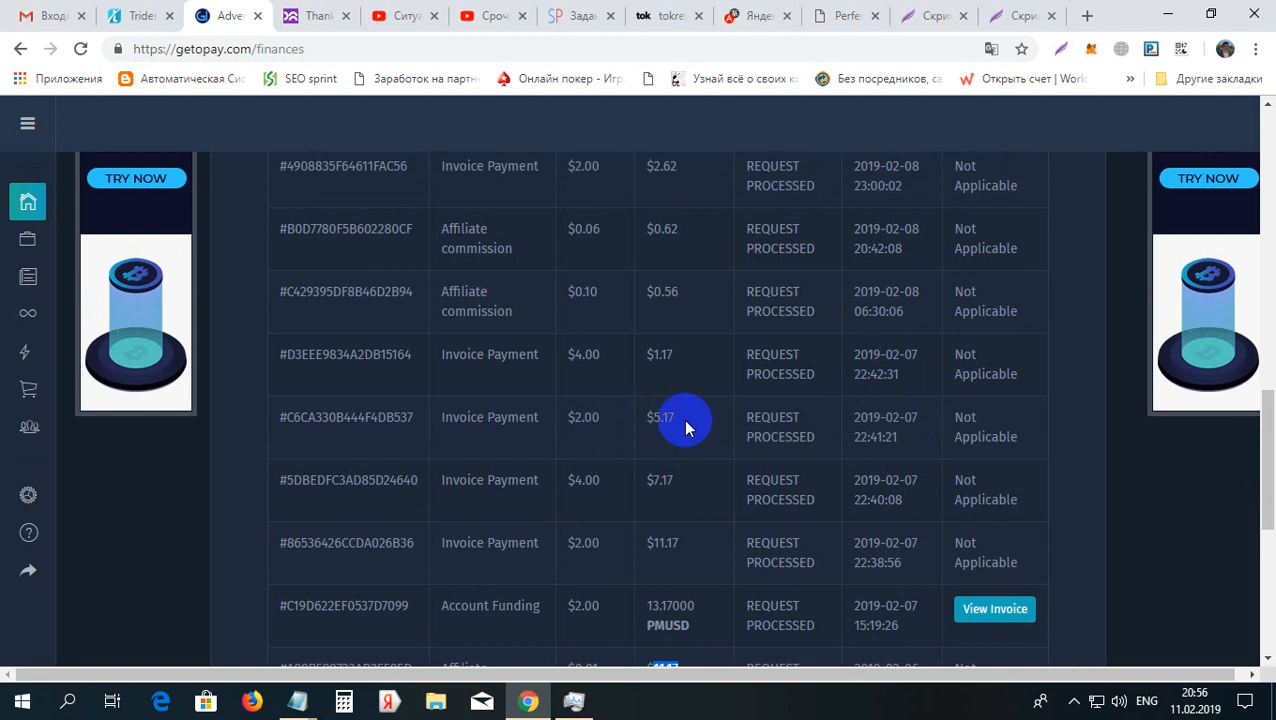 Входя
Triden
Adver
Thank
Ситуа
Сроч
Задан
tok tokre
Яндек
Perfec
Скри
Скри
https://getopay.com/finances
Приложения
Автоматическая Сис
SEO sprint
Заработок на партн
Онлайн покер - Игр
Узнай всё о своих ко
Без посредников, са
Открыть счет | Worl
»
Другие закладки
TRY NOW
TRY NOW
#4908835F64611FAC56 Invoice Payment $2.00 $2.62 REQUEST 2019-02-08 Not
PROCESSED 23:00:02 Applicable
#B0D7780F5B602280CF Affiliate $0.06 $0.62 REQUEST 2019-02-08 Not
commission PROCESSED 20:42:08 Applicable
#C429395DF8B46D2B94 Affiliate $0.10 $0.56 REQUEST 2019-02-08 Not
commission PROCESSED 06:30:06 Applicable
#D3EEE9834A2DB15164 Invoice Payment $4.00 $1.17 REQUEST 2019-02-07 Not
PROCESSED 22:42:31 Applicable
#C6CA330B444F4DB537 Invoice Payment $2.00 $5.17 REQUEST 2019-02-07 Not
PROCESSED 22:41:21 Applicable
#5DBEDFC3AD85D24640 Invoice Payment $4.00 $7.17 REQUEST 2019-02-07 Not
PROCESSED 22:40:08 Applicable
#86536426CCDA026B36 Invoice Payment $2.00 $11.17 REQUEST 2019-02-07 Not
PROCESSED 22:38:56 Applicable
#C19D622EF0537D7099 Account Funding $2.00 13.17000 REQUEST 2019-02-07 View Invoice
PMUSD PROCESSED 15:19:26
ENG
20:56
11.02.2019